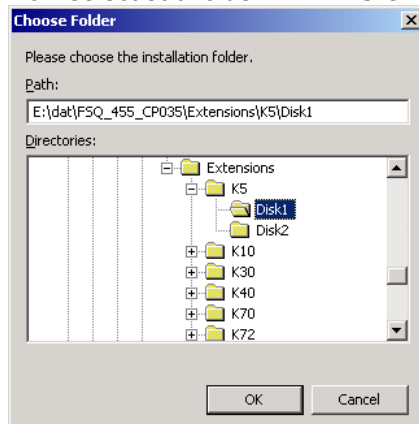 Choose Folder
Please choose the installation folder.
Path:
E:\dat\FSQ_455_CP035\Extensions\K5\Disk1
Directories:
Extensions
K5
Disk1
Disk2
K10
K30
K40
K70
K72
OK Cancel